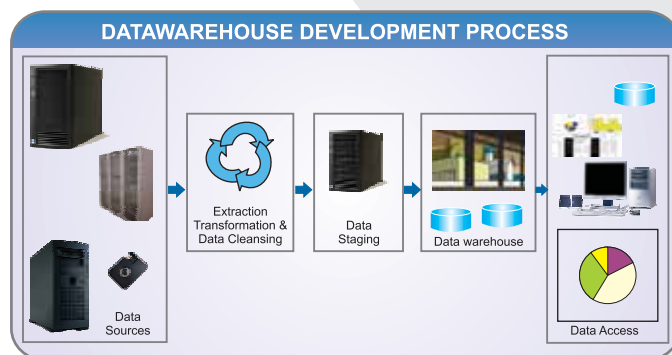 DATAWAREHOUSE DEVELOPMENT PROCESS
Data
Sources
Extraction
Transformation &
Data Cleansing
Data
Staging
Data warehouse
Data Access